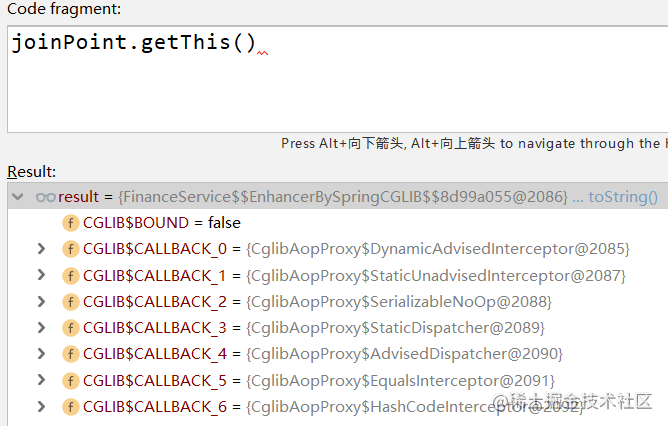 Code fragment:
joinPoint.getThis()
Press Alt+向下箭头, Alt+向上箭头 to navigate through the h
Result:
result = {FinanceService$$EnhancerBySpringCGLIB$$8d99a055@2086} ... toString()
CGLIB$BOUND = false
CGLIB$CALLBACK_0 = {CglibAopProxy$DynamicAdvisedInterceptor@2085}
CGLIB$CALLBACK_1 = {CglibAopProxy$StaticUnadvisedInterceptor@2087}
CGLIB$CALLBACK_2 = {CglibAopProxy$SerializableNoOp@2088}
CGLIB$CALLBACK_3 = {CglibAopProxy$StaticDispatcher@2089}
CGLIB$CALLBACK_4 = {CglibAopProxy$AdvisedDispatcher@2090}
CGLIB$CALLBACK_5 = {CglibAopProxy$EqualsInterceptor@2091}
CGLIB$CALLBACK_6 = {CglibAopProxy$HashCodeInterceptor@2092}
@稀土掘金技术社区